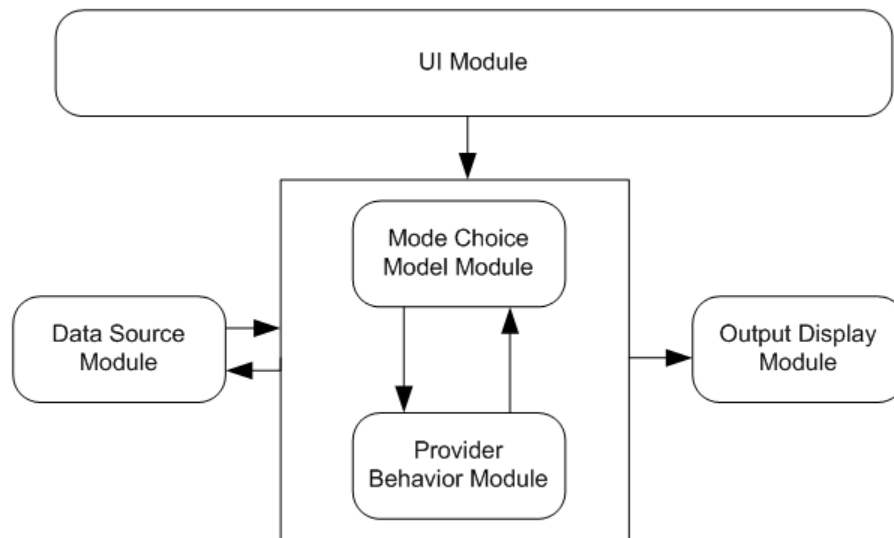 UI Module
Mode Choice
Model Module
Data Source
Module
Output Display
Module
Provider
Behavior Module